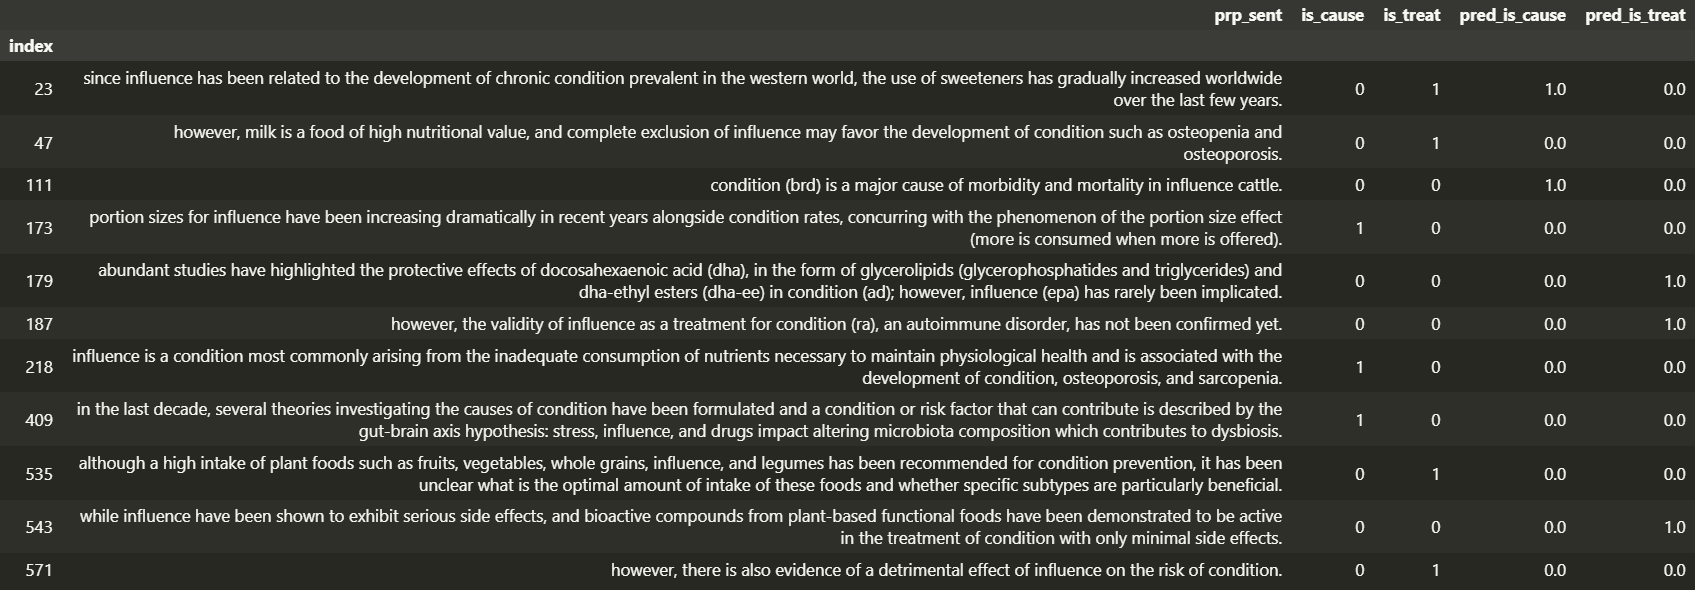 prp_sent is_cause is_treat pred_is_cause pred_is_treat
index
23 since influence has been related to the development of chronic condition prevalent in the western world, the use of sweeteners has gradually increased worldwide 0 1 1.0 0.0
over the last few years.
47 however, milk is a food of high nutritional value, and complete exclusion of influence may favor the development of condition such as osteopenia and 0 1 0.0 0.0
osteoporosis.
111 condition (brd) is a major cause of morbidity and mortality in influence cattle. 0 0 1.0 0.0
173 portion sizes for influence have been increasing dramatically in recent years alongside condition rates, concurring with the phenomenon of the portion size effect 1 0 0.0 0.0
(more is consumed when more is offered).
179 abundant studies have highlighted the protective effects of docosahexaenoic acid (dha), in the form of glycerolipids (glycerophosphatides and triglycerides) and 0 0 0.0 1.0
dha-ethyl esters (dha-ee) in condition (ad); however, influence (epa) has rarely been implicated.
187 however, the validity of influence as a treatment for condition (ra), an autoimmune disorder, has not been confirmed yet. 0 0 0.0 1.0
218 influence is a condition most commonly arising from the inadequate consumption of nutrients necessary to maintain physiological health and is associated with the 1 0 0.0 0.0
development of condition, osteoporosis, and sarcopenia.
409 in the last decade, several theories investigating the causes of condition have been formulated and a condition or risk factor that can contribute is described by the 1 0 0.0 0.0
gut-brain axis hypothesis: stress, influence, and drugs impact altering microbiota composition which contributes to dysbiosis.
535 although a high intake of plant foods such as fruits, vegetables, whole grains, influence, and legumes has been recommended for condition prevention, it has been 0 1 0.0 0.0
unclear what is the optimal amount of intake of these foods and whether specific subtypes are particularly beneficial.
543 while influence have been shown to exhibit serious side effects, and bioactive compounds from plant-based functional foods have been demonstrated to be active 0 0 0.0 1.0
in the treatment of condition with only minimal side effects.
571 however, there is also evidence of a detrimental effect of influence on the risk of condition. 0 1 0.0 0.0